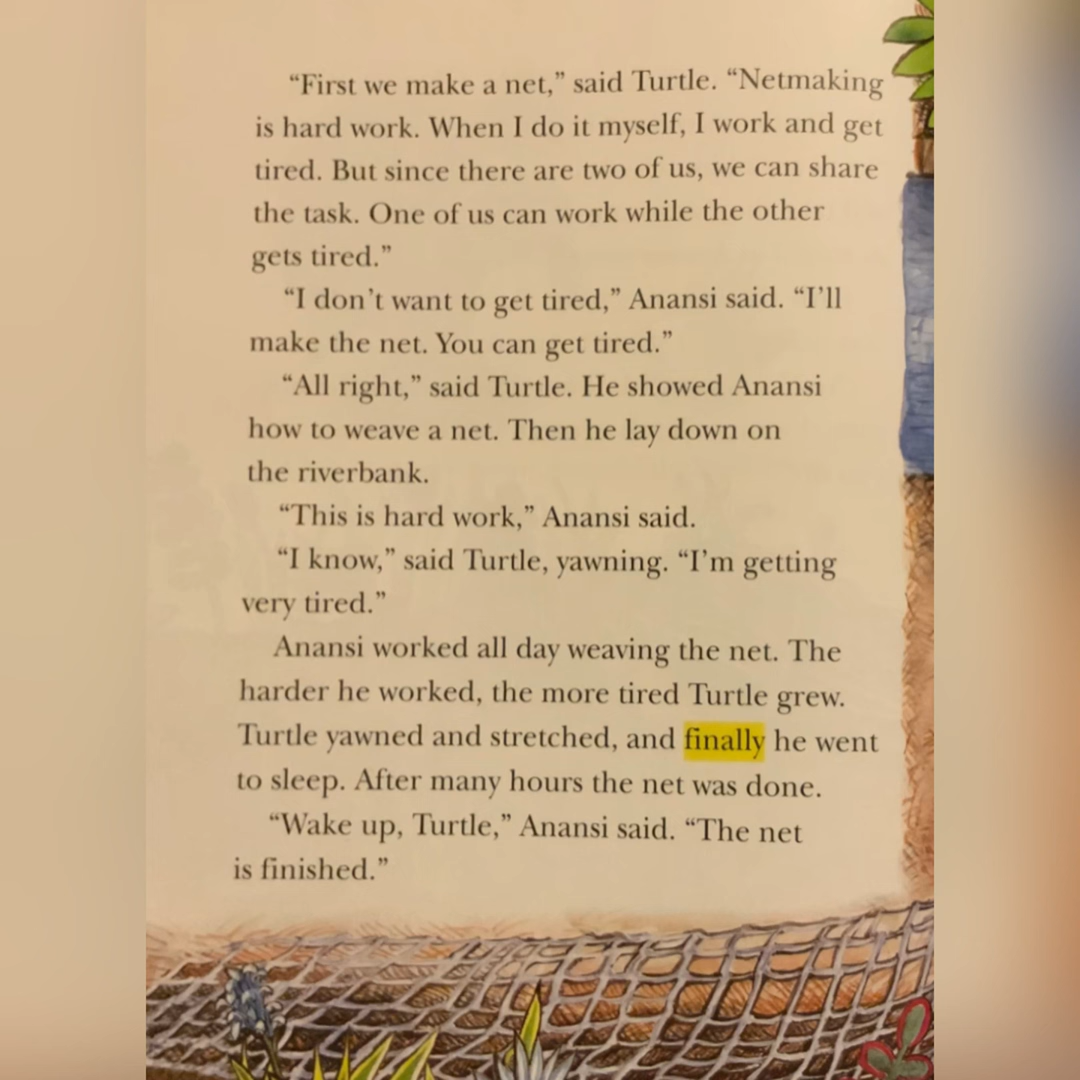 “First we make a net,” said Turtle. “Netmaking
is hard work. When I do it myself, I work and get
tired. But since there are two of us, we can share
the task. One of us can work while the other
gets tired.”
“I don’t want to get tired,” Anansi said. “I’ll
make the net. You can get tired.”
“All right,” said Turtle. He showed Anansi
how to weave a net. Then he lay down on
the riverbank.
“This is hard work,” Anansi said.
“I know,” said Turtle, yawning. “I’m getting
very tired.”
Anansi worked all day weaving the net. The
harder he worked, the more tired Turtle grew.
Turtle yawned and stretched, and finally he went
to sleep. After many hours the net was done.
“Wake up, Turtle,” Anansi said. “The net
is finished.”